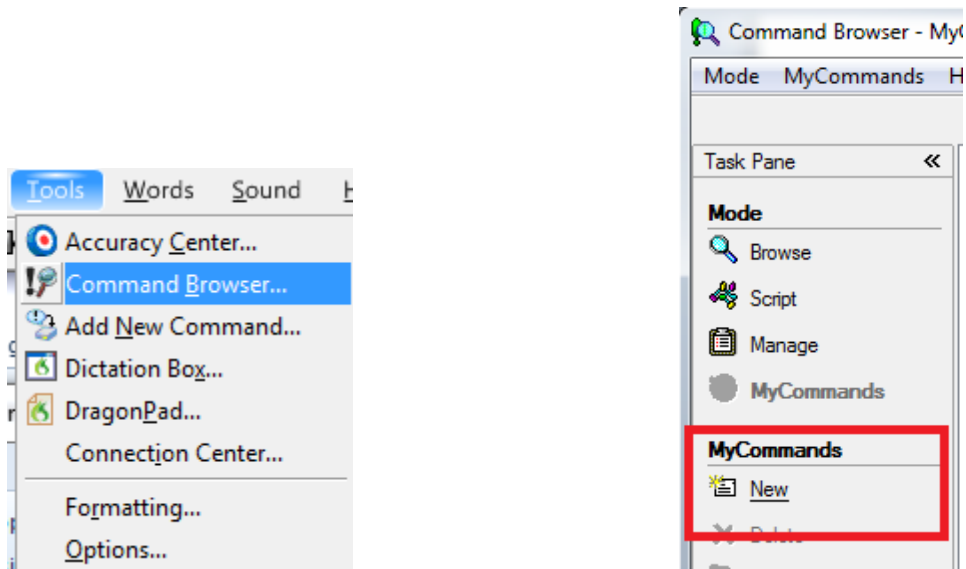 Tools Words Sound
Accuracy Center...
Command Browser...
Add New Command...
Dictation Box...
DragonPad...
Connection Center...
Formatting...
Options...
Command Browser - My
Mode MyCommands H
Task Pane «
Mode
Browse
Script
Manage
MyCommands
MyCommands
New
Delete